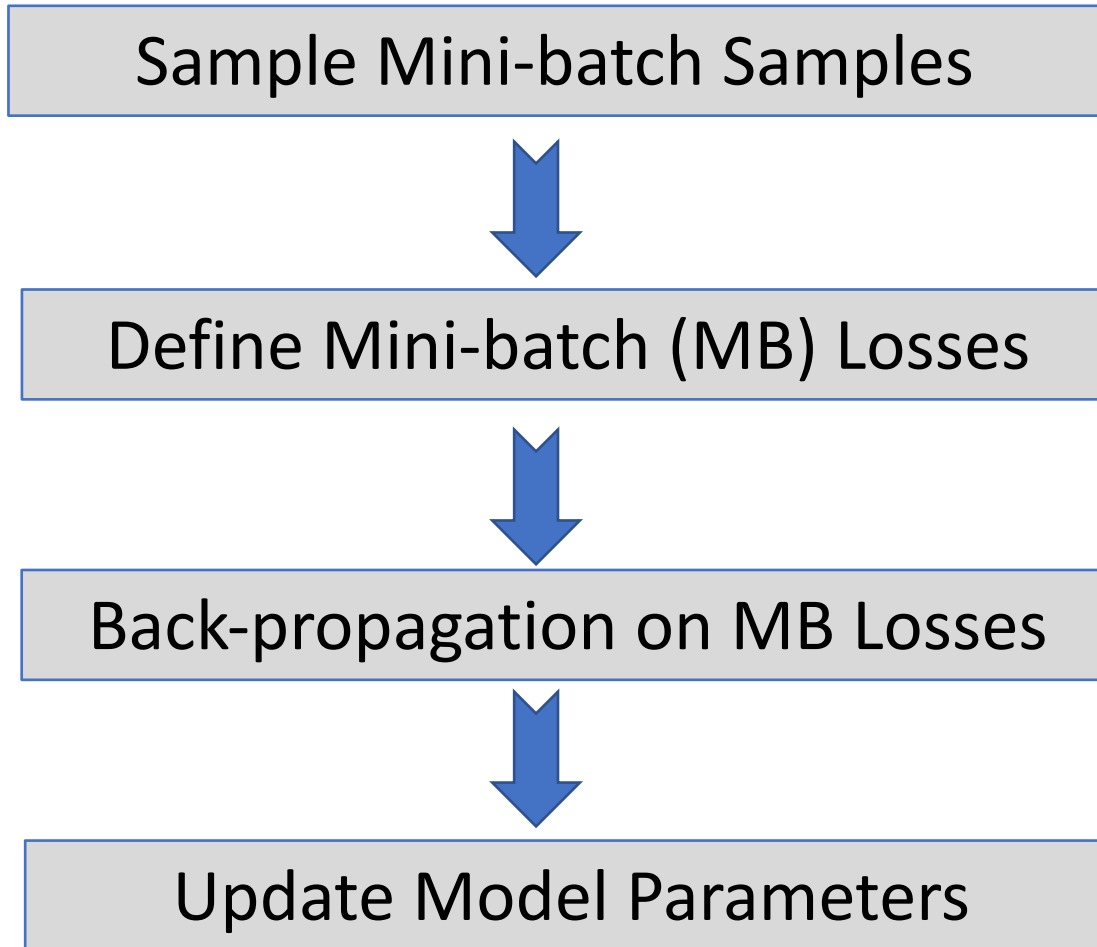 Sample Mini-batch Samples
Define Mini-batch (MB) Losses
Back-propagation on MB Losses
Update Model Parameters